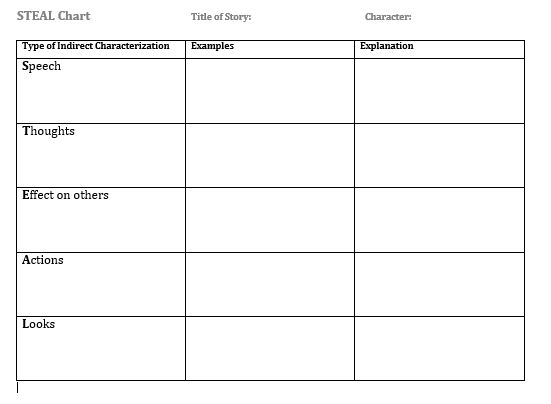 STEAL Chart Title of Story: Character:
Type of Indirect Characterization Examples Explanation
Speech
Thoughts
Effect on others
Actions
Looks